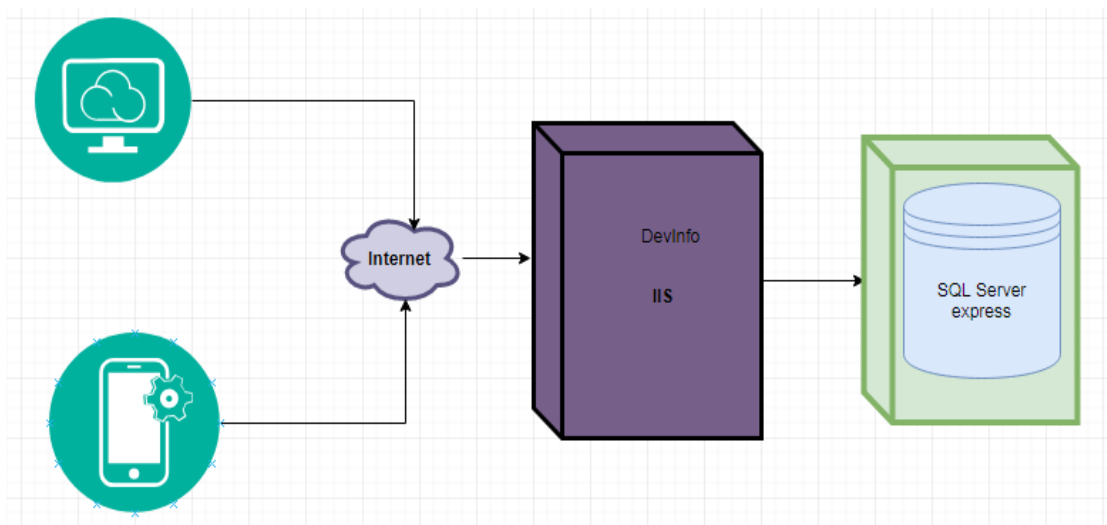 Internet
DevInfo
IIS
SQL Server
express